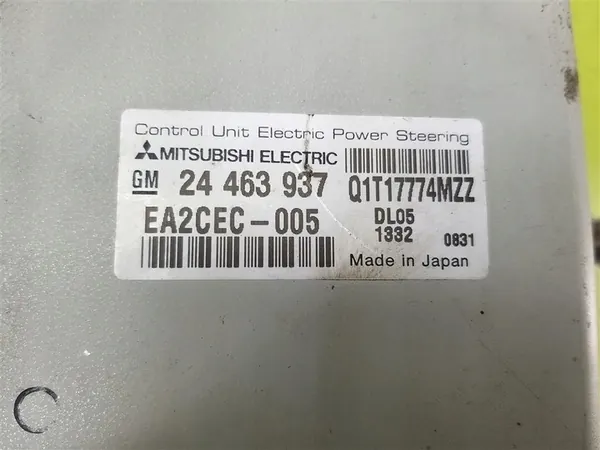 Control Unit Electric Power Steering
MITSUBISHI ELECTRIC
GM 24 463 937 Q1T17774MZZ
EA2CEC-005 DL05
1332 0831
Made in Japan
C